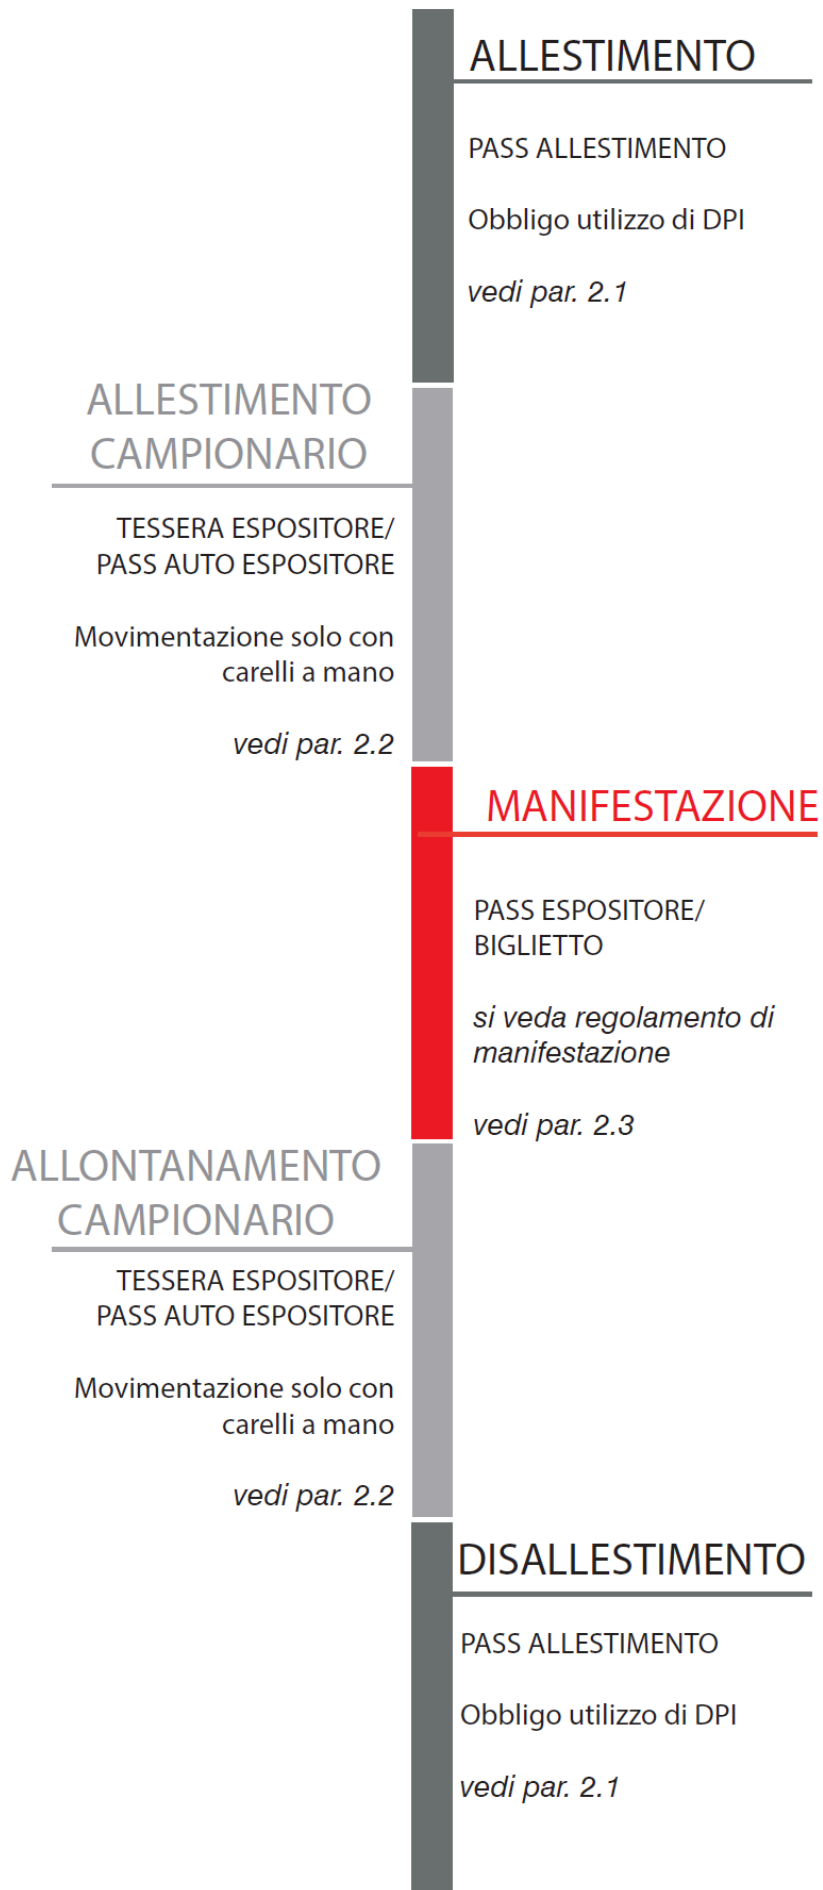 ALLESTIMENTO
PASS ALLESTIMENTO
Obbligo utilizzo di DPI
vedi par. 2.1
ALLESTIMENTO
CAMPIONARIO
TESSERA ESPOSITORE/
PASS AUTO ESPOSITORE
Movimentazione solo con
carelli a mano
vedi par. 2.2
MANIFESTAZIONE
PASS ESPOSITORE/
BIGLIETTO
si veda regolamento di
manifestazione
vedi par. 2.3
ALLONTANAMENTO
CAMPIONARIO
TESSERA ESPOSITORE/
PASS AUTO ESPOSITORE
Movimentazione solo con
carelli a mano
vedi par. 2.2
DISALLESTIMENTO
PASS ALLESTIMENTO
Obbligo utilizzo di DPI
vedi par. 2.1